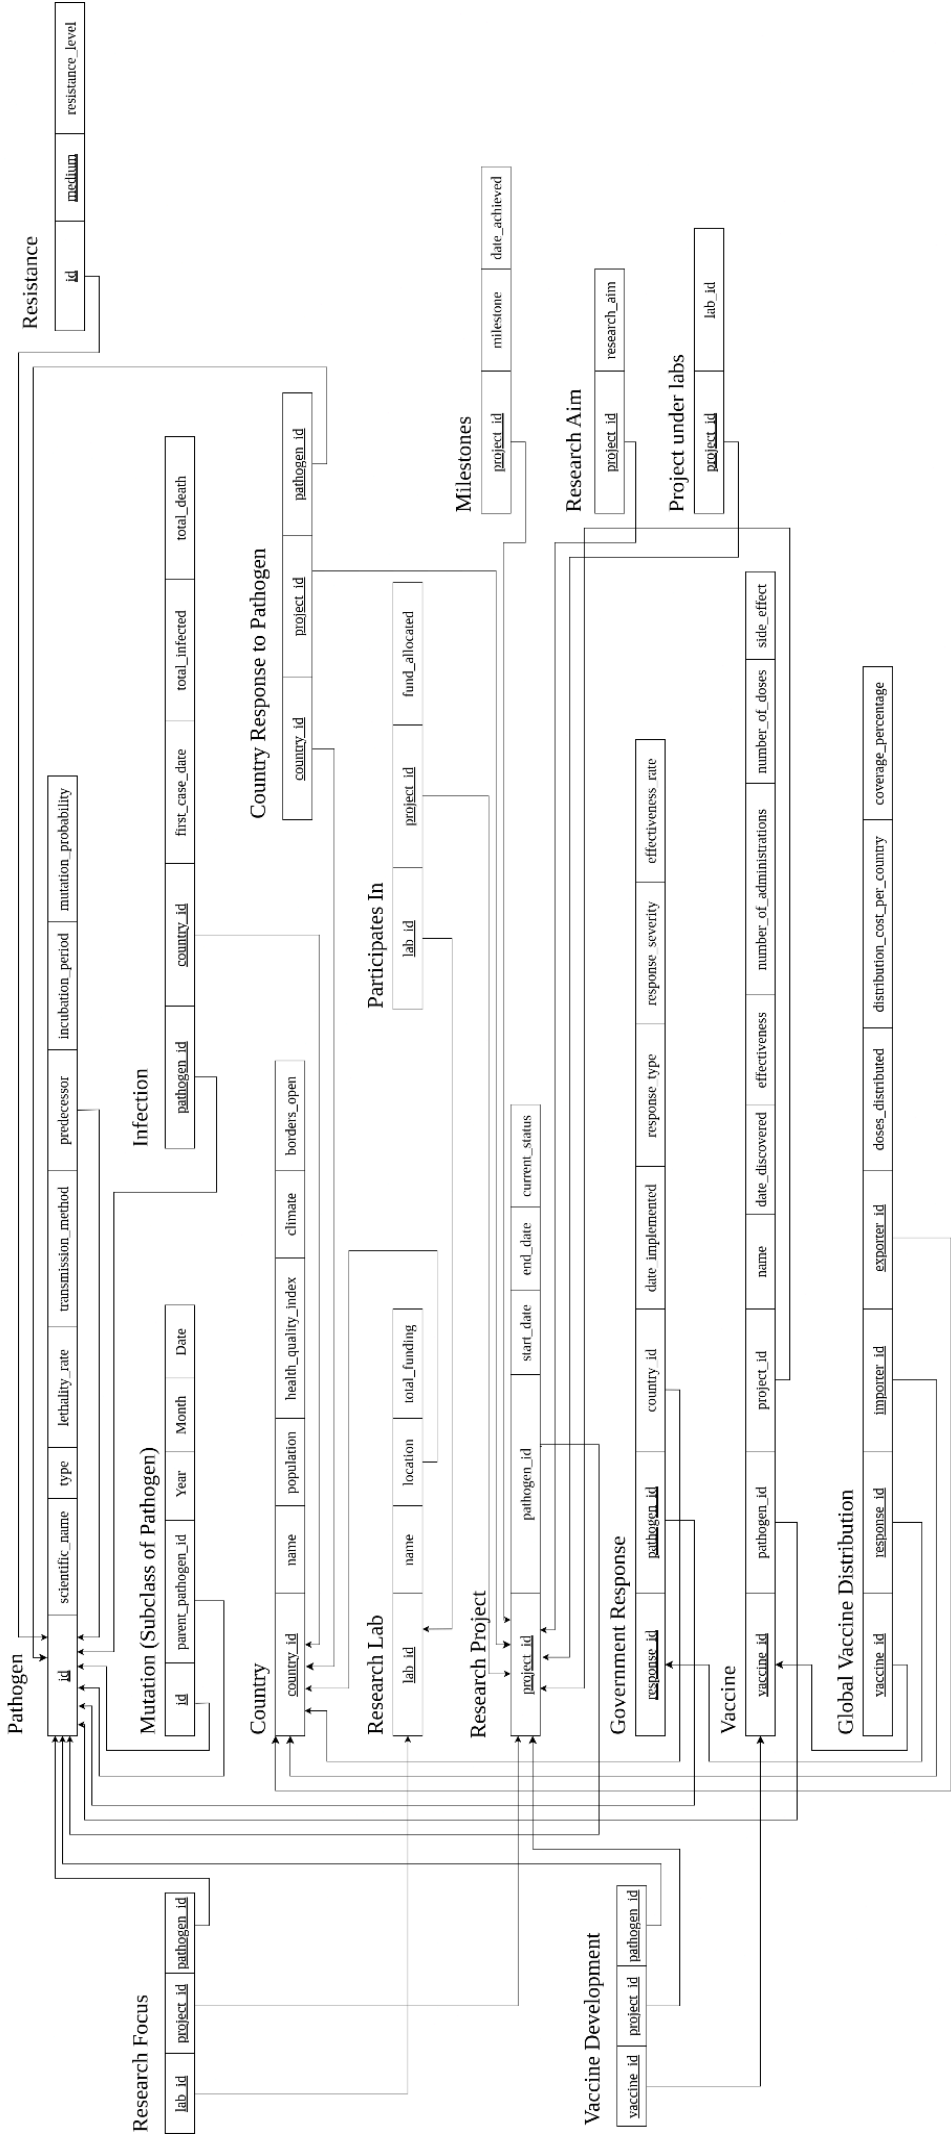 Pathogen
id scientific_name type lethality_rate transmission_method predecessor incubation_period mutation_probability
Resistance
id medium resistance_level
Mutation (Subclass of Pathogen)
id parent_pathogen_id Year Month Date
Infection
pathogen_id country_id first_case_date total_infected total_death
Country
country_id name population health_quality_index climate borders_open
Country Response to Pathogen
country_id project_id pathogen_id
Research Lab
lab_id name location total_funding
Participates In
lab_id project_id fund_allocated
Research Project
project_id pathogen_id start_date end_date current_status
Milestones
project_id milestone date_achieved
Research Aim
project_id research_aim
Project under labs
project_id lab_id
Government Response
response_id pathogen_id country_id date_implemented response_type response_severity effectiveness_rate
Vaccine
vaccine_id pathogen_id project_id name date_discovered effectiveness number_of_administrations number_of_doses side_effect
Global Vaccine Distribution
vaccine_id response_id importer_id exporter_id doses_distributed distribution_cost_per_country coverage_percentage
Research Focus
lab_id project_id pathogen_id
Vaccine Development
vaccine_id project_id pathogen_id